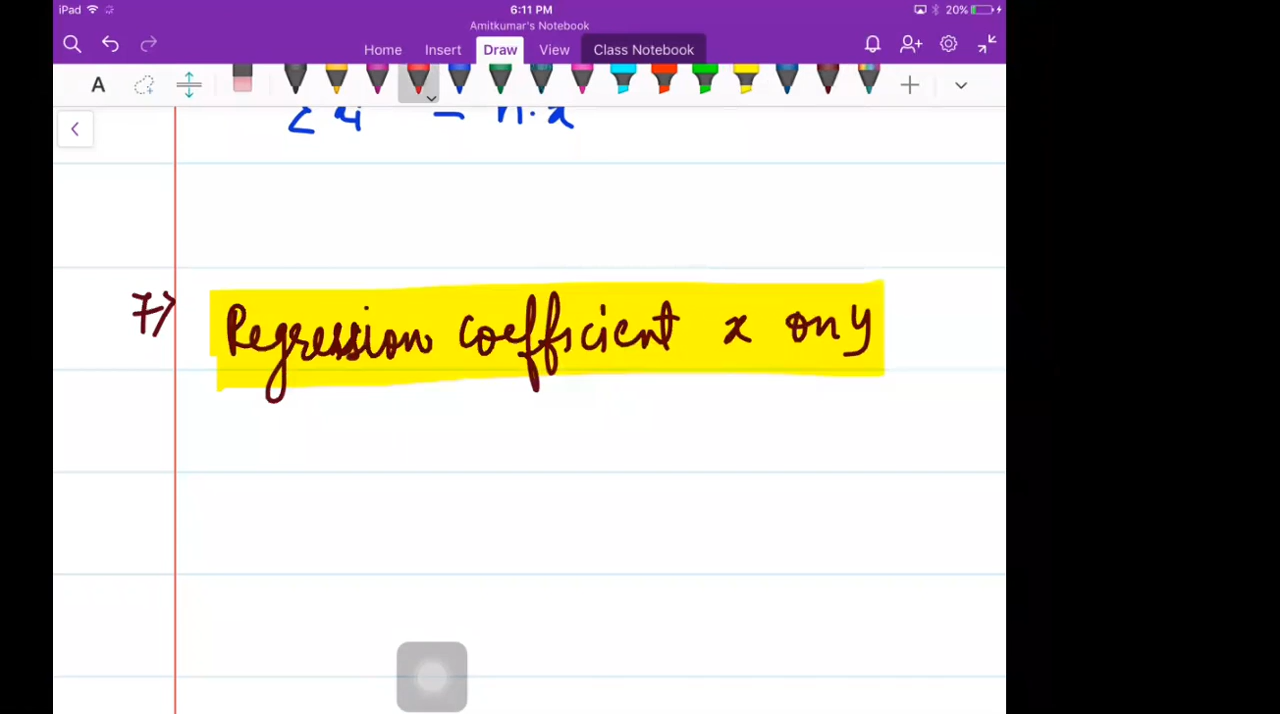 iPad 6:11 PM 20%
Amitkumar's Notebook
Home Insert Draw View Class Notebook
A
7) Regression coefficient x on y